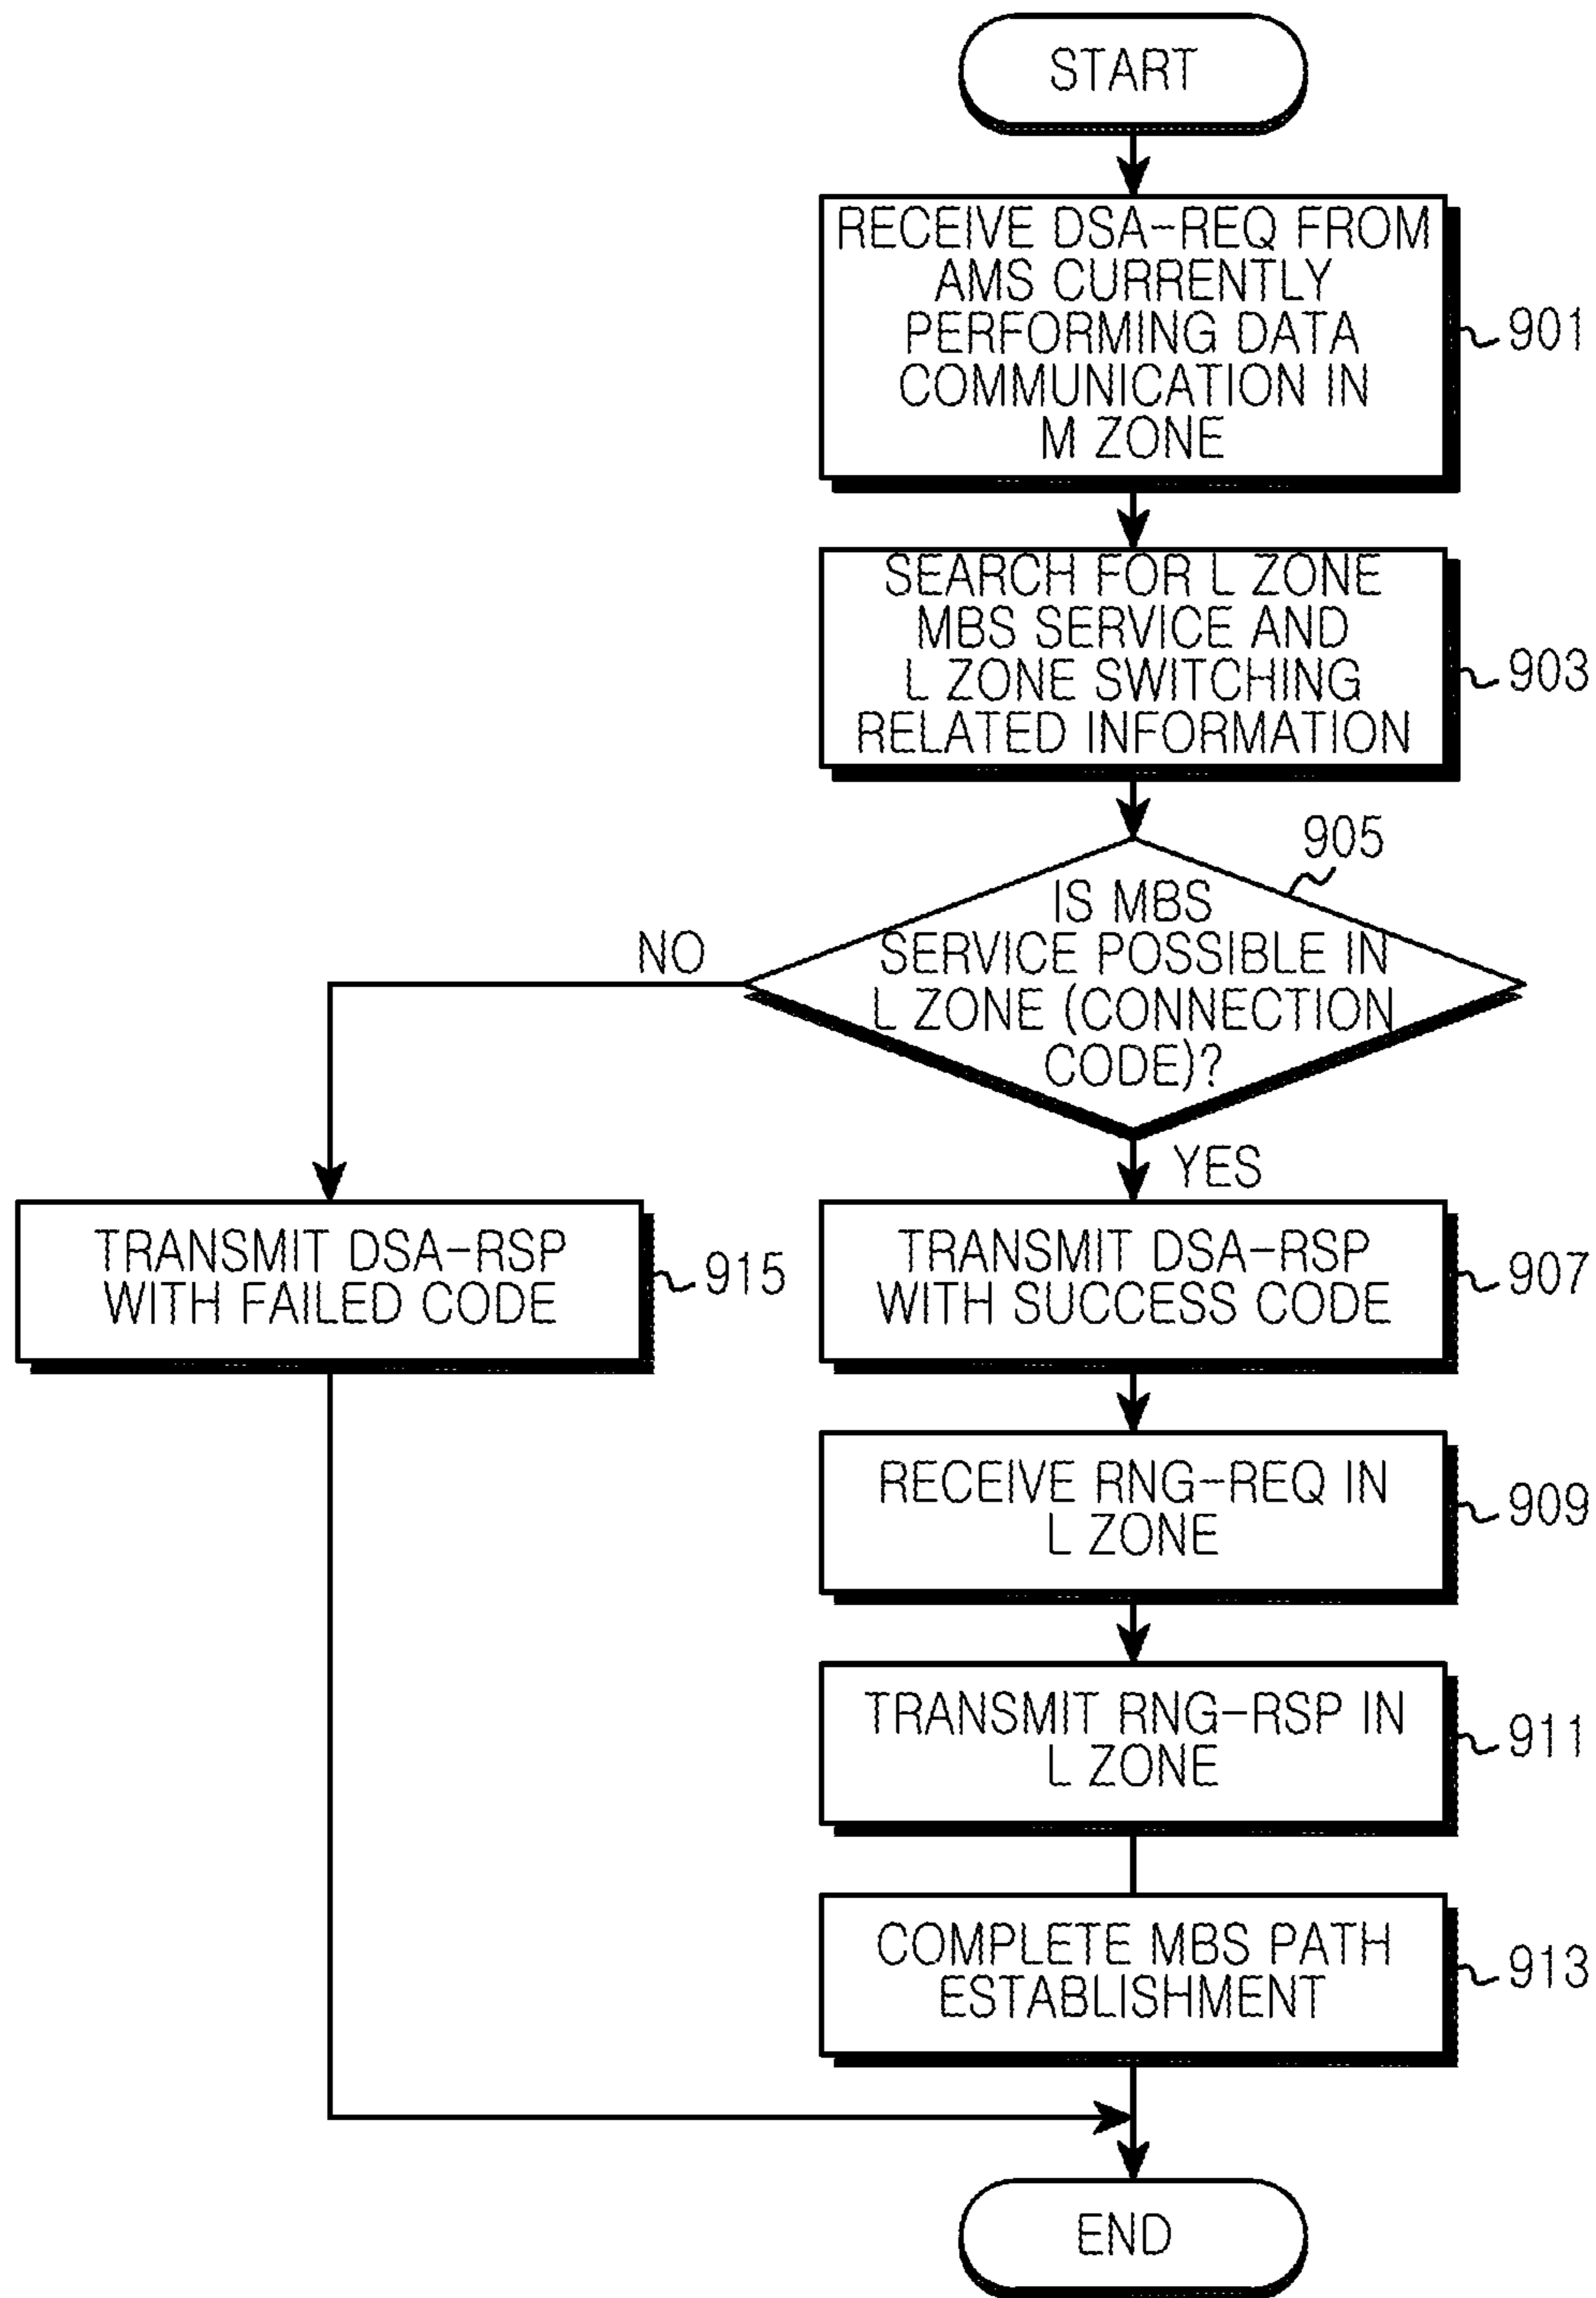 START
RECEIVE DSA-REQ FROM
AMS CURRENTLY
PERFORMING DATA
COMMUNICATION IN
M ZONE
901
SEARCH FOR L ZONE
MBS SERVICE AND
L ZONE SWITCHING
RELATED INFORMATION
903
905
IS MBS
SERVICE POSSIBLE IN
L ZONE (CONNECTION
CODE)?
NO
YES
TRANSMIT DSA-RSP
WITH FAILED CODE
915
TRANSMIT DSA-RSP
WITH SUCCESS CODE
907
RECEIVE RNG-REQ IN
L ZONE
909
TRANSMIT RNG-RSP IN
L ZONE
911
COMPLETE MBS PATH
ESTABLISHMENT
913
END